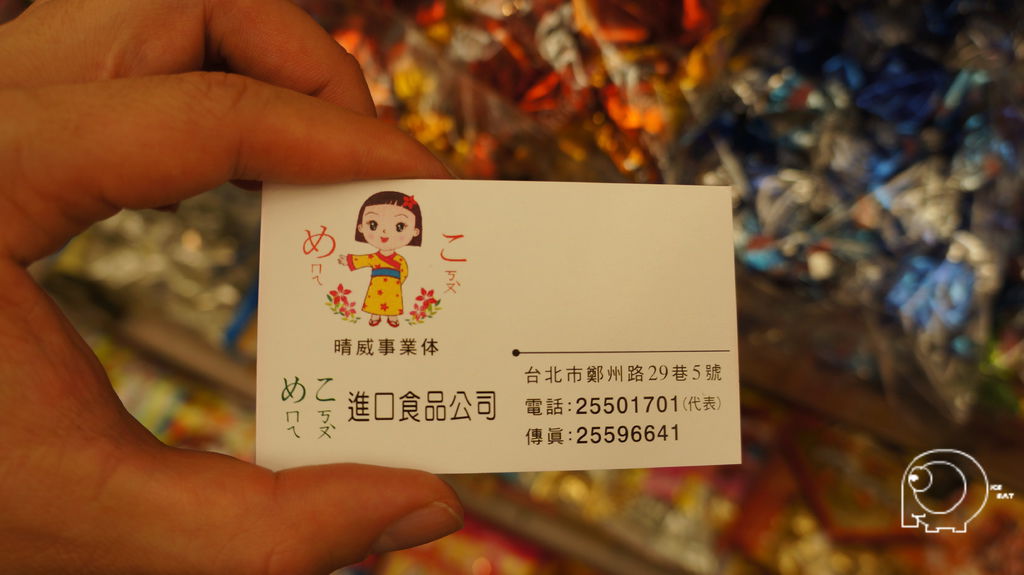 め こ
ㄇㄟ ㄎㄡ
晴威事業体
めこ 進口食品公司
ㄇㄟ ㄎㄡ
台北市鄭州路29巷5號
電話:25501701(代表)
傳眞:25596641
ICE
EAT